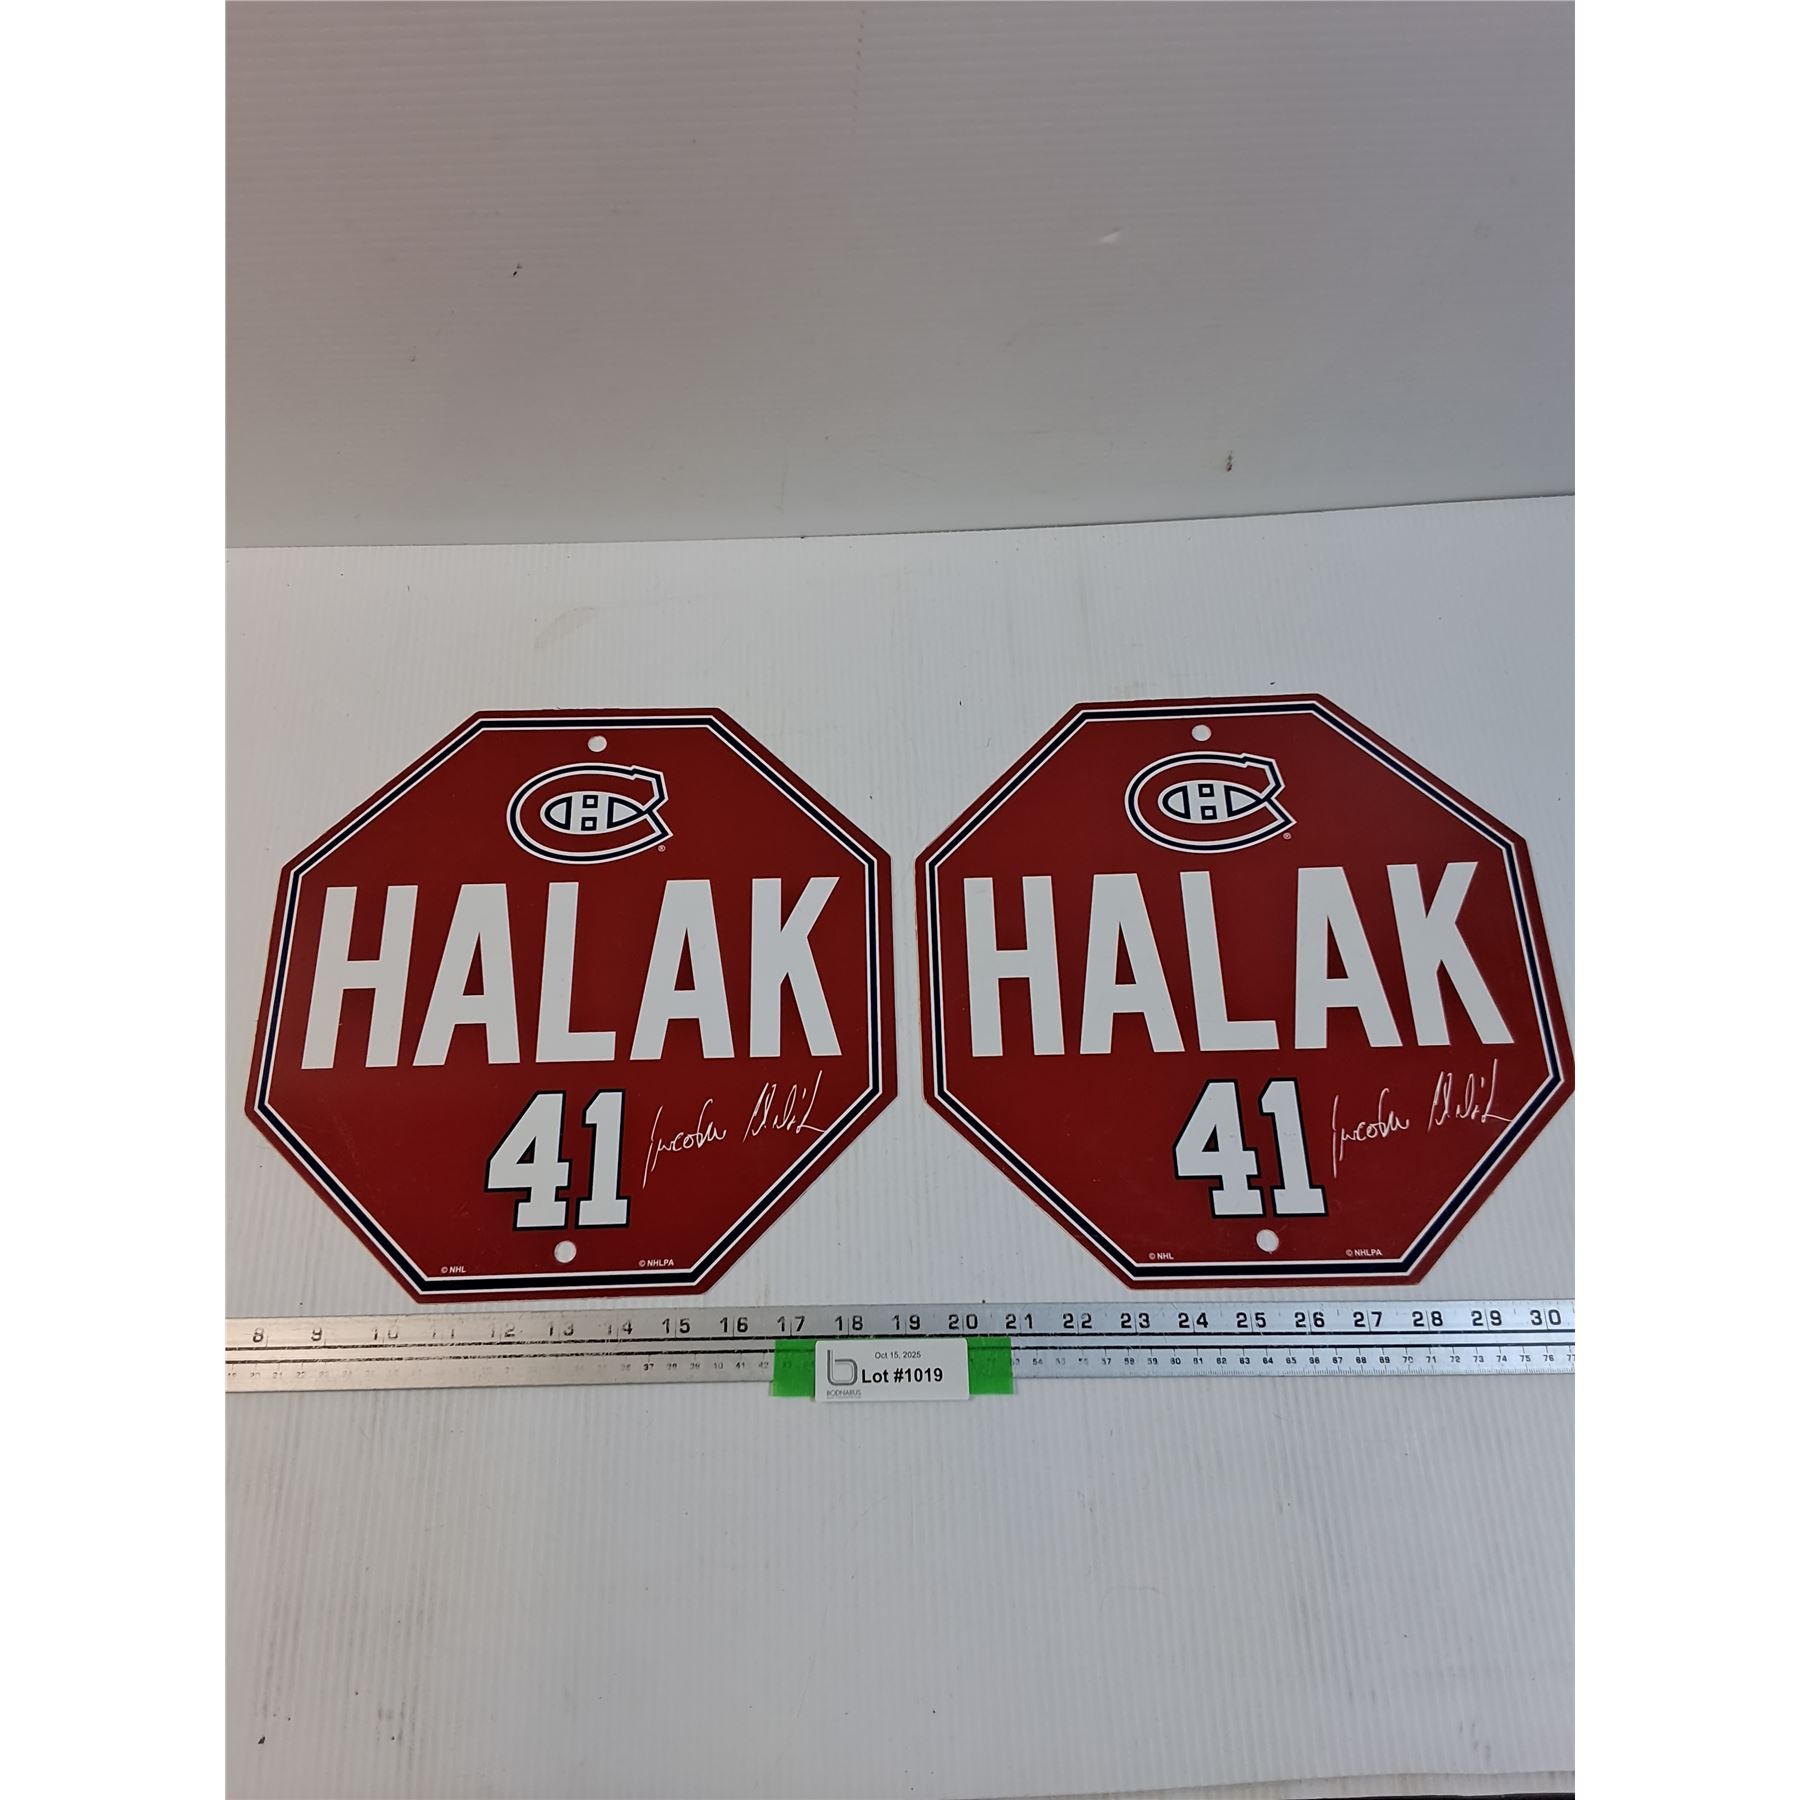 HALAK
41
© NHL © NHLPA
HALAK
41
© NHL © NHLPA
8 9 10 11 12 13 14 15 16 17 18 19 20 21 22 23 24 25 26 27 28 29 30
Oct 15, 2025
Lot #1019
BODNARUS